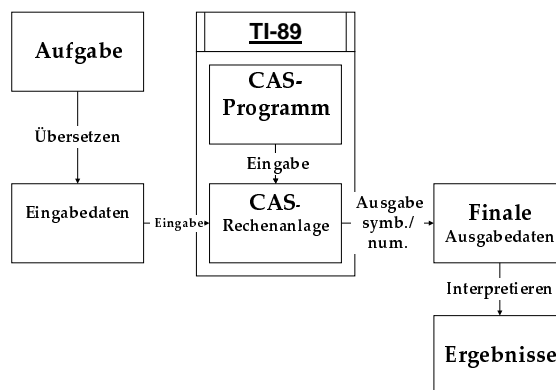 Aufgabe
Übersetzen
Eingabedaten
Eingabe
TI-89
CAS-
Programm
Eingabe
CAS-
Rechenanlage
Ausgabe
symb./
num.
Finale
Ausgabedaten
Interpretieren
Ergebnisse